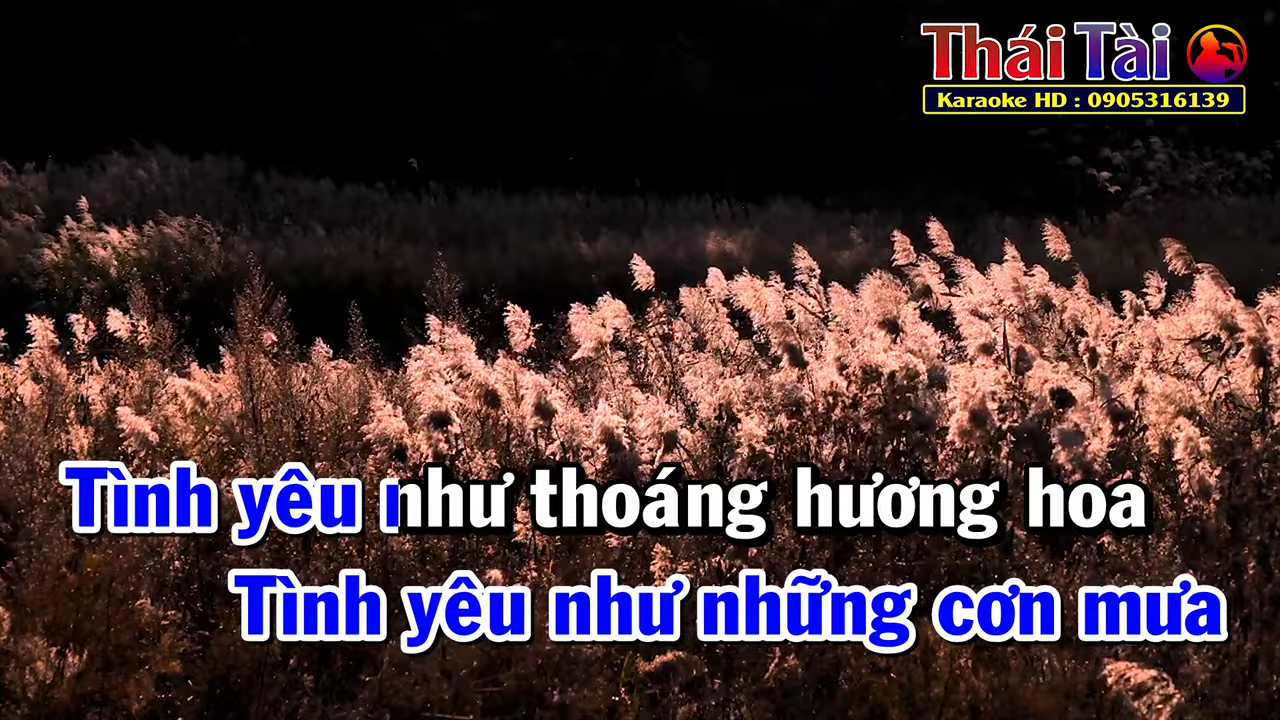 Thái Tài
Karaoke HD : 0905316139
Tình yêu như thoáng hương hoa
Tình yêu như những cơn mưa